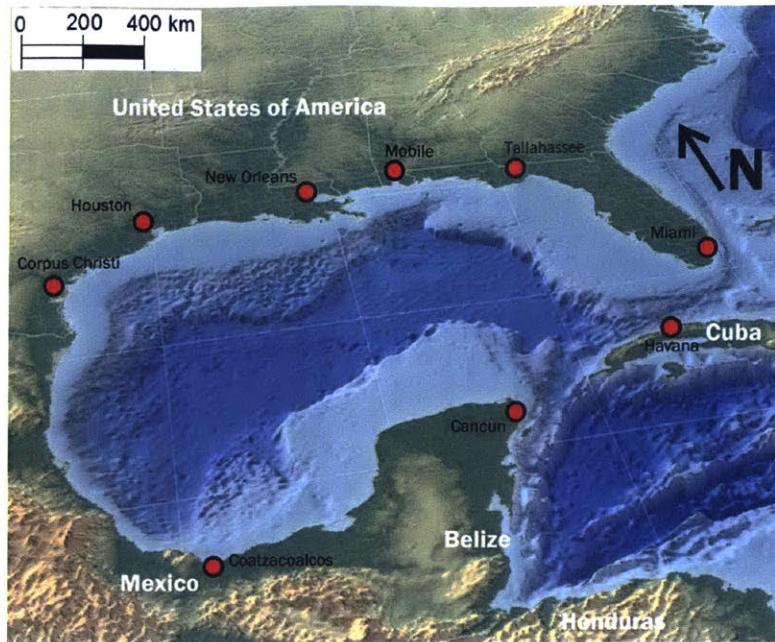 0 200 400 km
United States of America
Mobile
Tallahassee
New Orleans
Houston
N
Miami
Corpus Christi
Cuba
Havana
Cancun
Belize
Coatzacoalcos
Mexico
Honduras